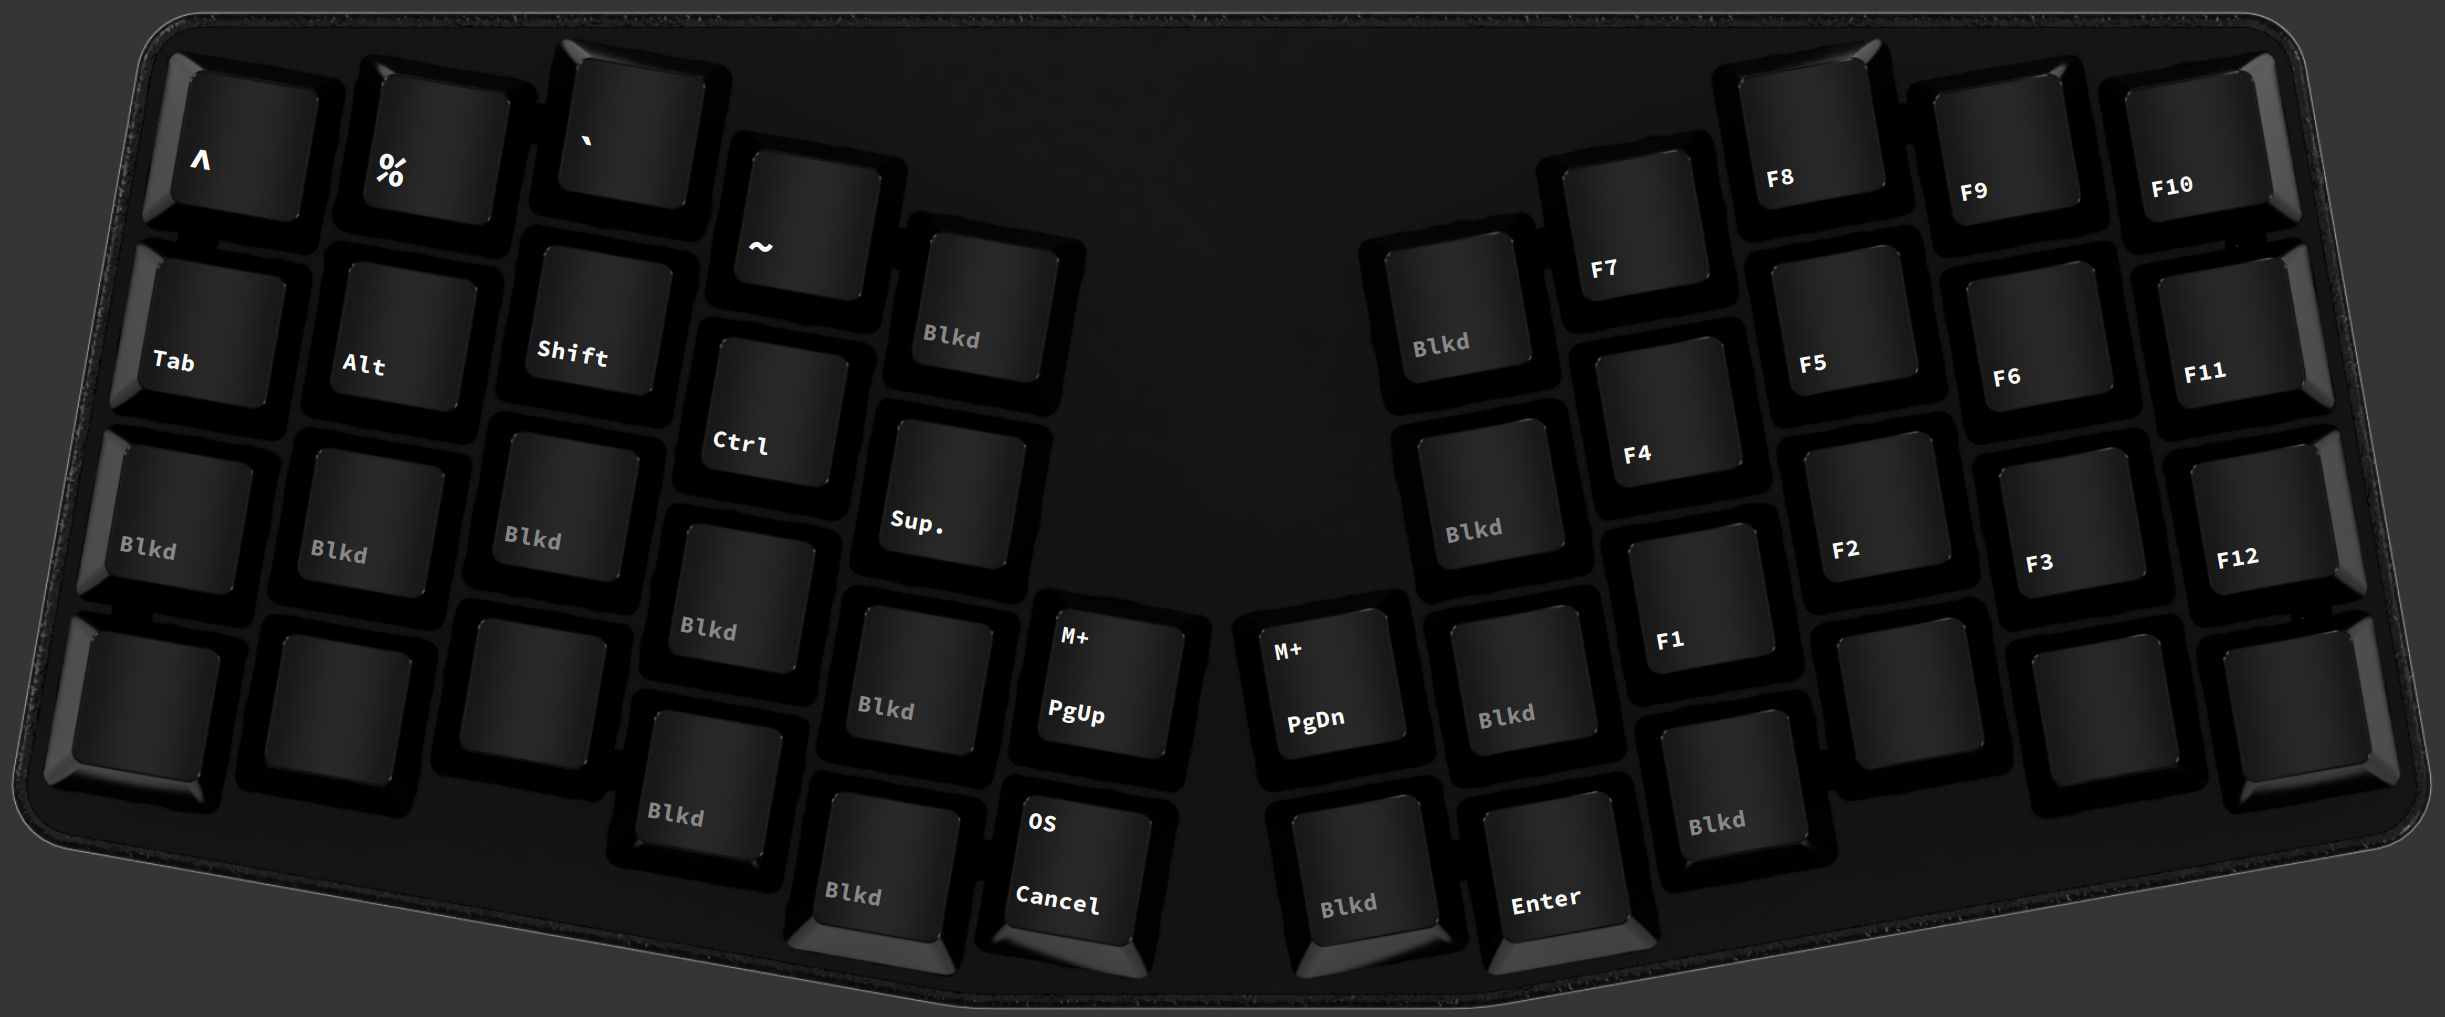 ^
%
`
~
Blkd
Tab
Alt
Shift
Ctrl
Sup.
Blkd
Blkd
Blkd
Blkd
Blkd
M+
PgUp
Blkd
Blkd
OS
Cancel
Blkd
F7
F8
F9
F10
Blkd
F4
F5
F6
F11
M+
PgDn
Blkd
F1
F2
F3
F12
Blkd
Enter
Blkd